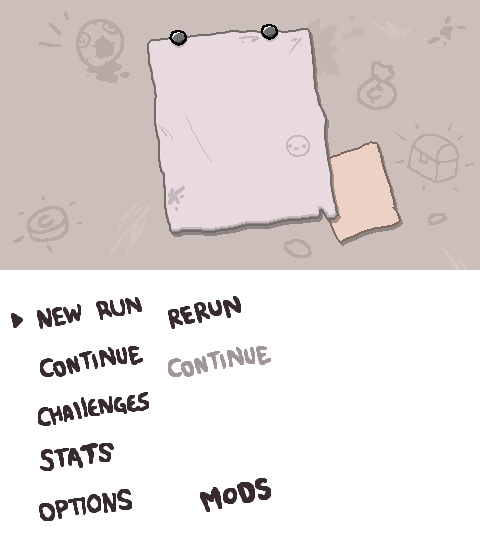 NEW RUN RERUN
CONTINUE CONTINUE
CHAllENGES
STATS
OPTIONS MODS